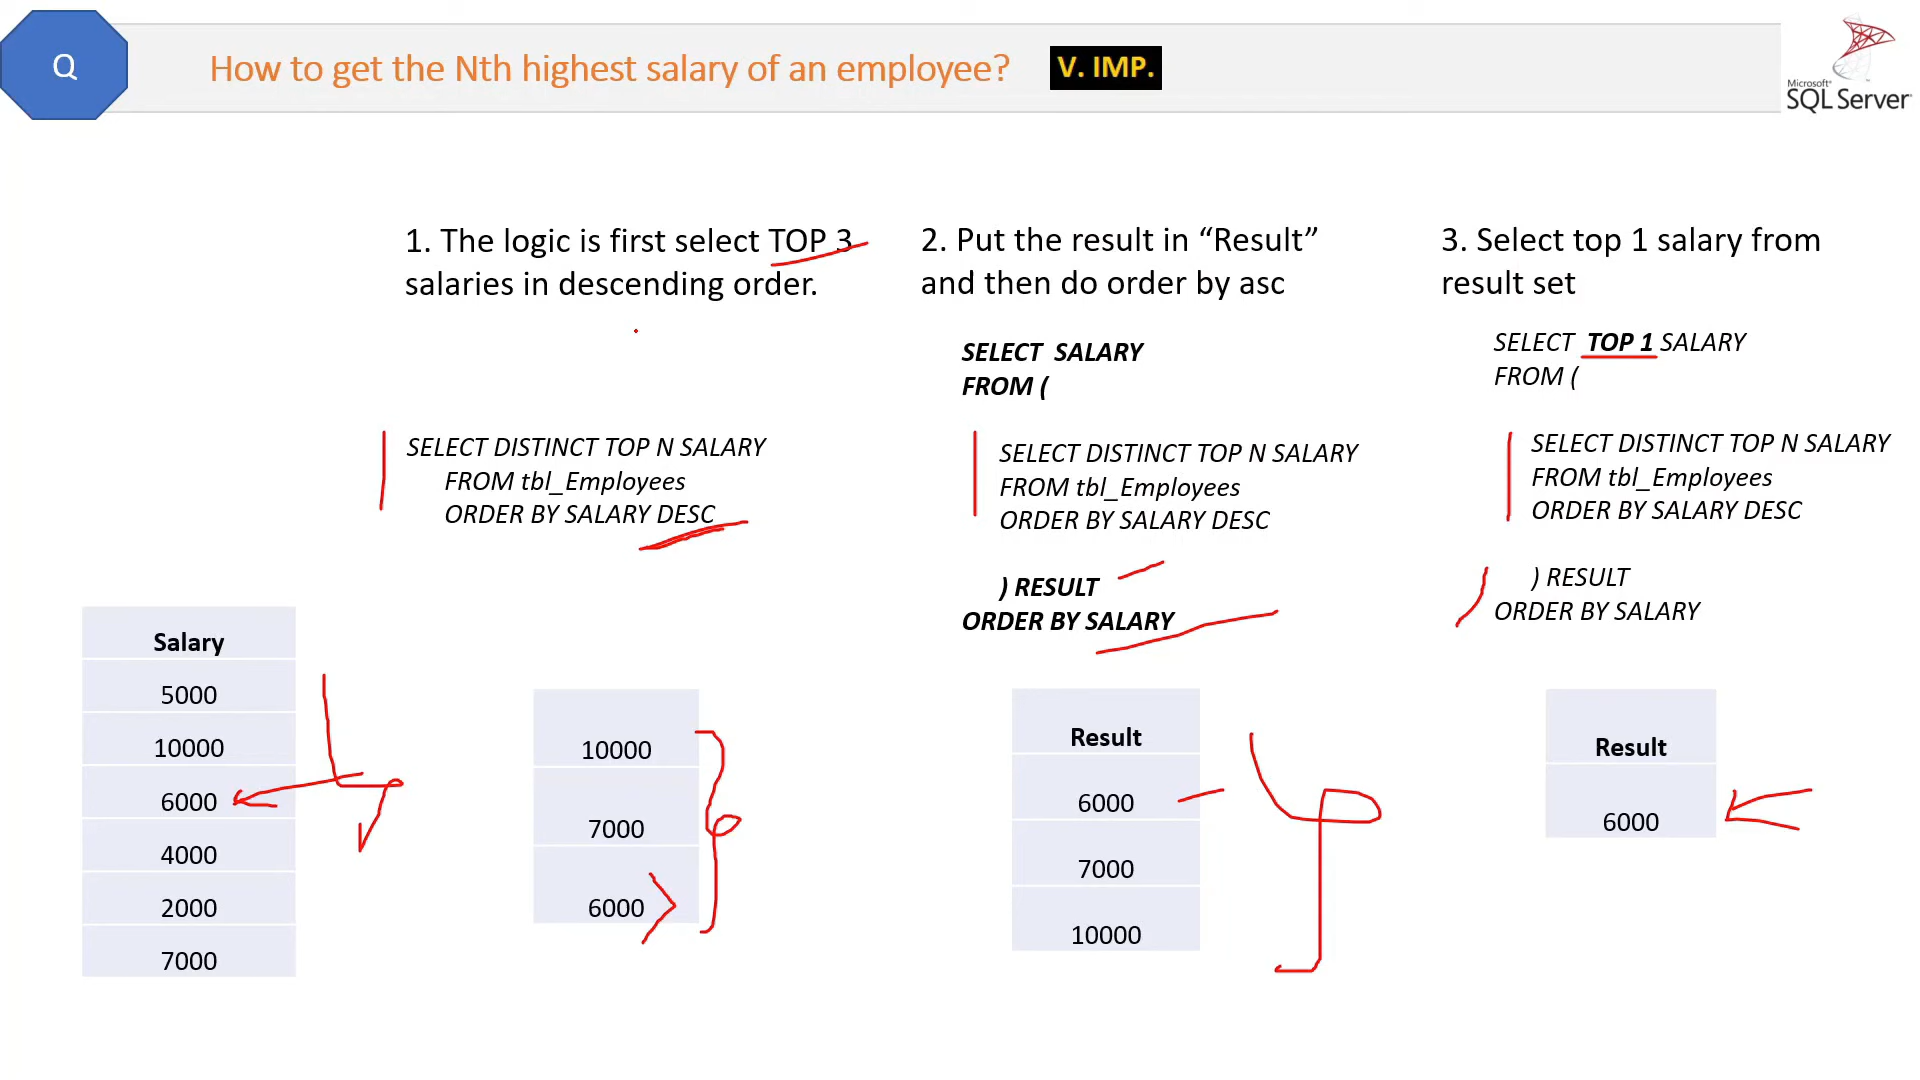 Q
How to get the Nth highest salary of an employee?
V. IMP.
Microsoft®
SQL Server
1. The logic is first select TOP 3
salaries in descending order.
SELECT DISTINCT TOP N SALARY
FROM tbl_Employees
ORDER BY SALARY DESC
2. Put the result in “Result”
and then do order by asc
SELECT SALARY
FROM (
SELECT DISTINCT TOP N SALARY
FROM tbl_Employees
ORDER BY SALARY DESC
) RESULT
ORDER BY SALARY
3. Select top 1 salary from
result set
SELECT TOP 1 SALARY
FROM (
SELECT DISTINCT TOP N SALARY
FROM tbl_Employees
ORDER BY SALARY DESC
) RESULT
ORDER BY SALARY
Salary
5000
10000
6000
4000
2000
7000
10000
7000
6000
Result
6000
7000
10000
Result
6000